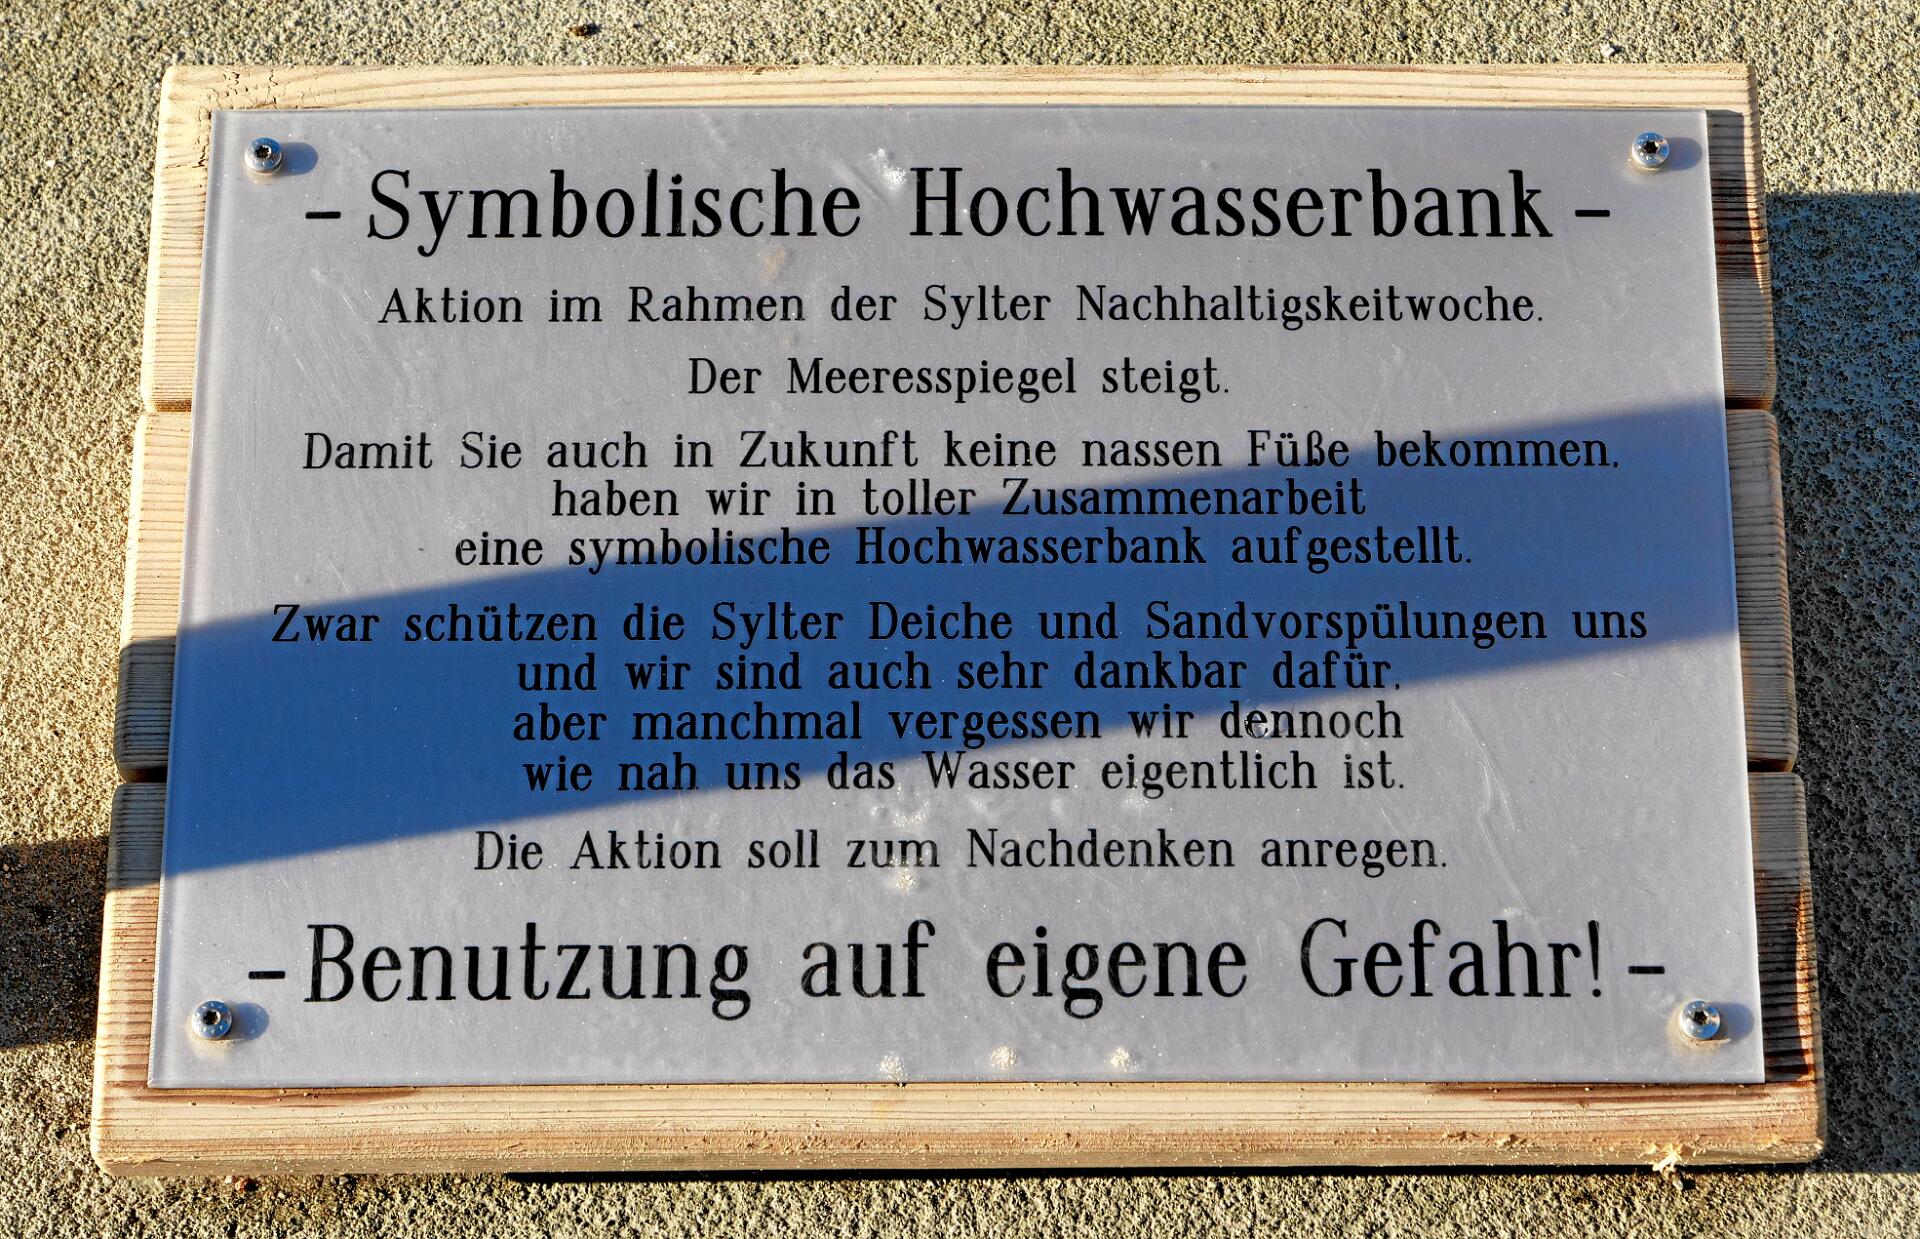 - Symbolische Hochwasserbank -
Aktion im Rahmen der Sylter Nachhaltigskeitwoche.
Der Meeresspiegel steigt.
Damit Sie auch in Zukunft keine nassen Füße bekommen,
haben wir in toller Zusammenarbeit
eine symbolische Hochwasserbank aufgestellt.
Zwar schützen die Sylter Deiche und Sandvorspülungen uns
und wir sind auch sehr dankbar dafür,
aber manchmal vergessen wir dennoch
wie nah uns das Wasser eigentlich ist.
Die Aktion soll zum Nachdenken anregen.
- Benutzung auf eigene Gefahr! -